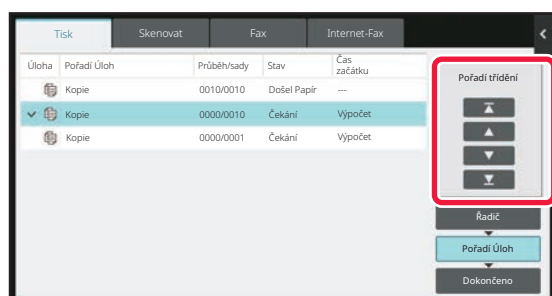 Tisk Skenovat Fax Internet-Fax
Úloha Pořadí Úloh Průběh/sady Stav Čas začátku
Kopie 0010/0010 Došel Papír ---
Kopie 0000/0010 Čekání Výpočet
Kopie 0000/0001 Čekání Výpočet
Pořadí třídění
Řadič
Pořadí Úloh
Dokončeno